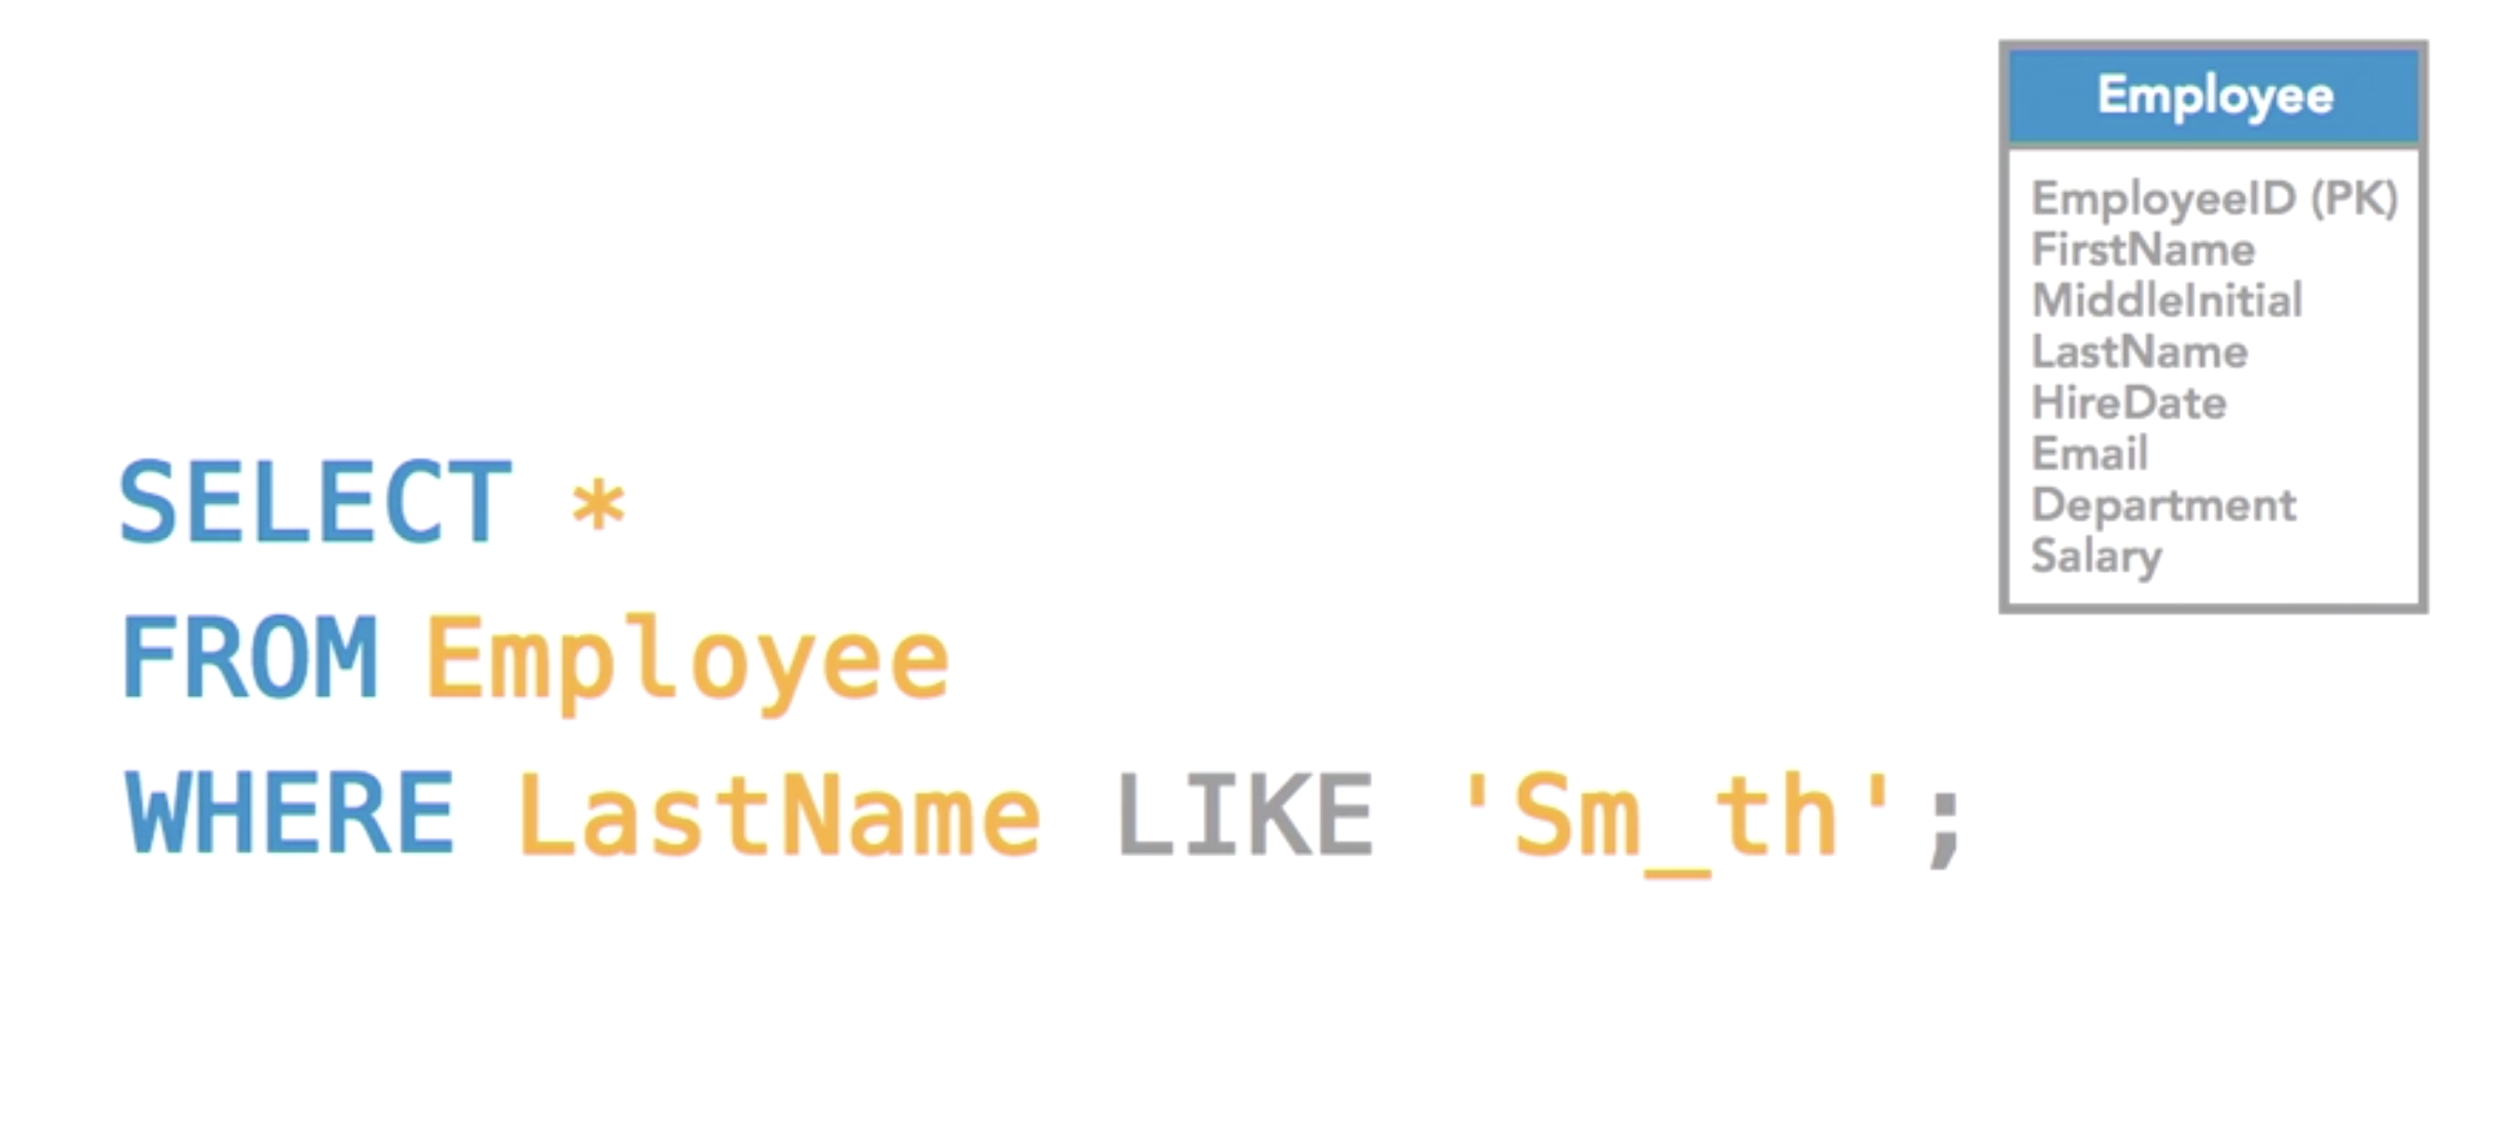 Employee
EmployeeID (PK)
FirstName
MiddleInitial
LastName
HireDate
Email
Department
Salary
SELECT *
FROM Employee
WHERE LastName LIKE 'Sm_th';